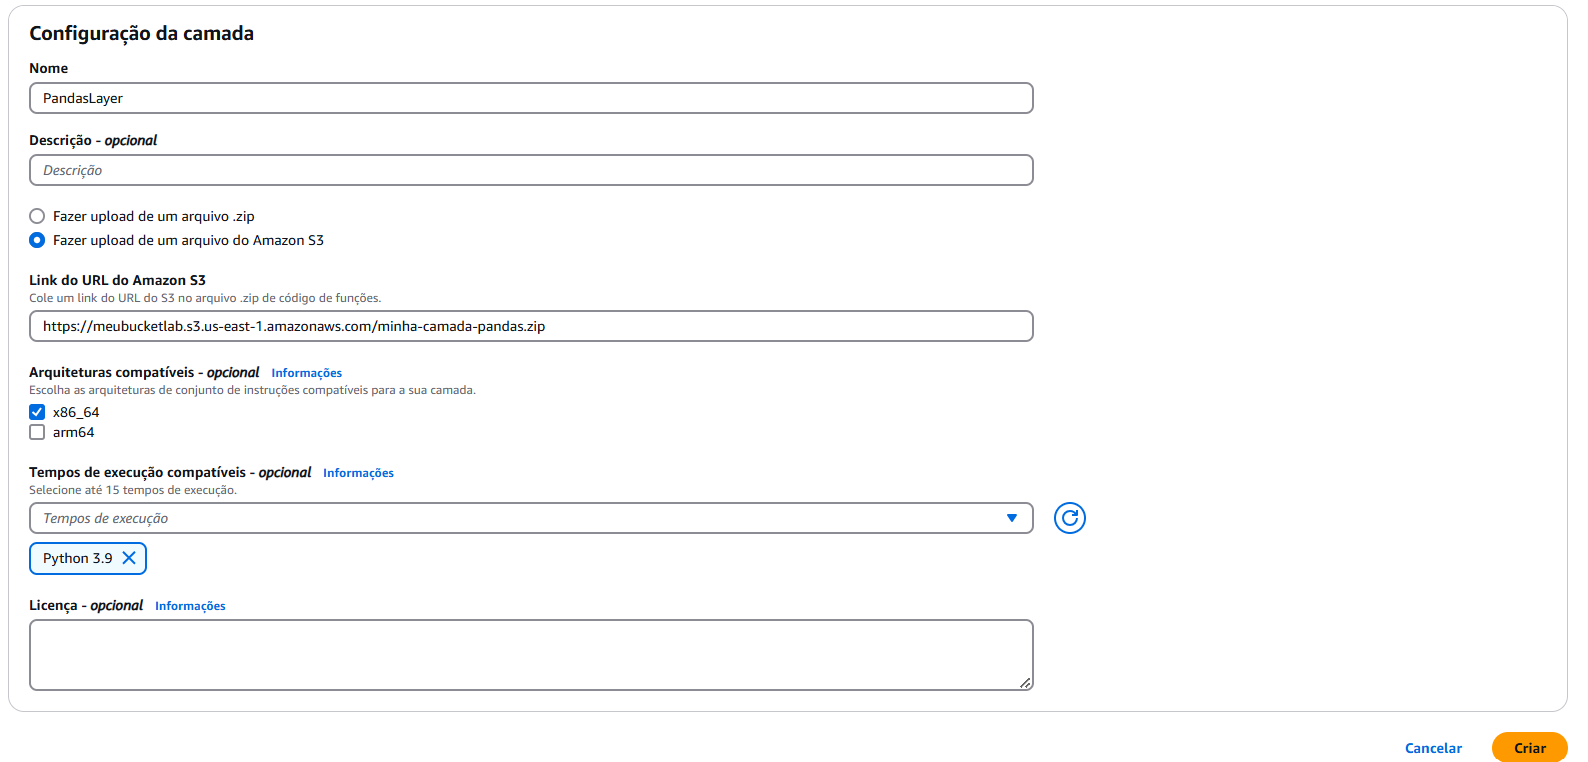 Configuração da camada
Nome
PandasLayer
Descrição - opcional
Descrição
Fazer upload de um arquivo .zip
Fazer upload de um arquivo do Amazon S3
Link do URL do Amazon S3
Cole um link do URL do S3 no arquivo .zip de código de funções.
https://meubucketlab.s3.us-east-1.amazonaws.com/minha-camada-pandas.zip
Arquiteturas compatíveis - opcional Informações
Escolha as arquiteturas de conjunto de instruções compatíveis para a sua camada.
x86_64
arm64
Tempos de execução compatíveis - opcional Informações
Selecione até 15 tempos de execução.
Tempos de execução
Python 3.9
Licença - opcional Informações
Cancelar Criar